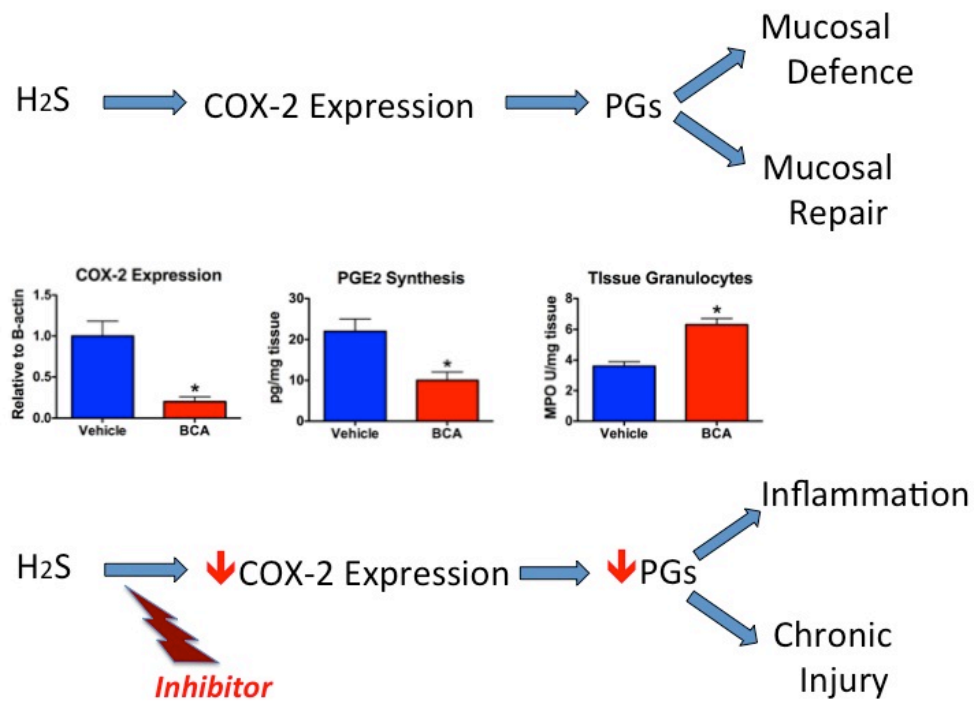 H2S
COX-2 Expression
PGs
Mucosal
Defence
Mucosal
Repair
COX-2 Expression
Relative to B-actin
1.5
1.0
0.5
0.0
*
Vehicle
BCA
PGE2 Synthesis
pg/mg tissue
30
20
10
0
*
Vehicle
BCA
TIssue Granulocytes
MPO U/mg tissue
8
6
4
2
0
*
Vehicle
BCA
H2S
COX-2 Expression
PGs
Inflammation
Chronic
Injury
Inhibitor